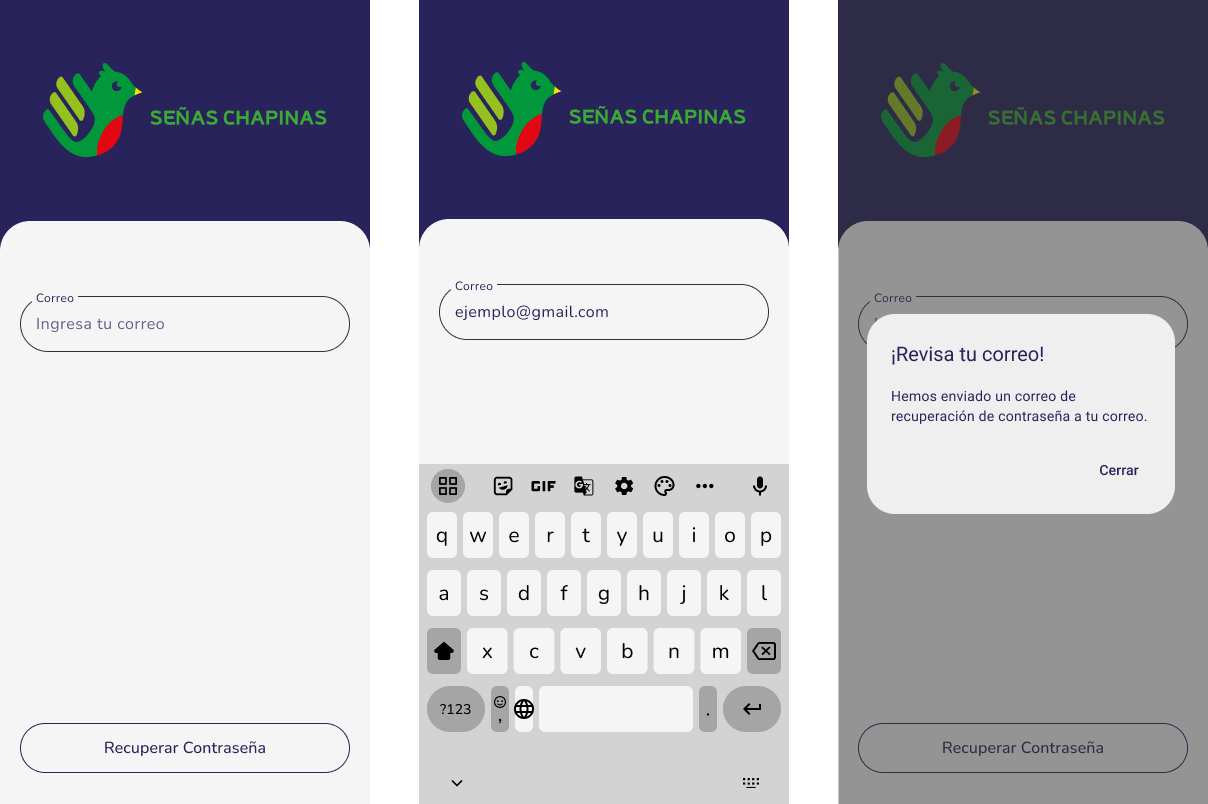 SEÑAS CHAPINAS
Correo
Ingresa tu correo
Recuperar Contraseña
SEÑAS CHAPINAS
Correo
ejemplo@gmail.com
GIF
q w e r t y u i o p
a s d f g h j k l
x c v b n m
?123 , .
SEÑAS CHAPINAS
Correo
¡Revisa tu correo!
Hemos enviado un correo de
recuperación de contraseña a tu correo.
Cerrar
Recuperar Contraseña